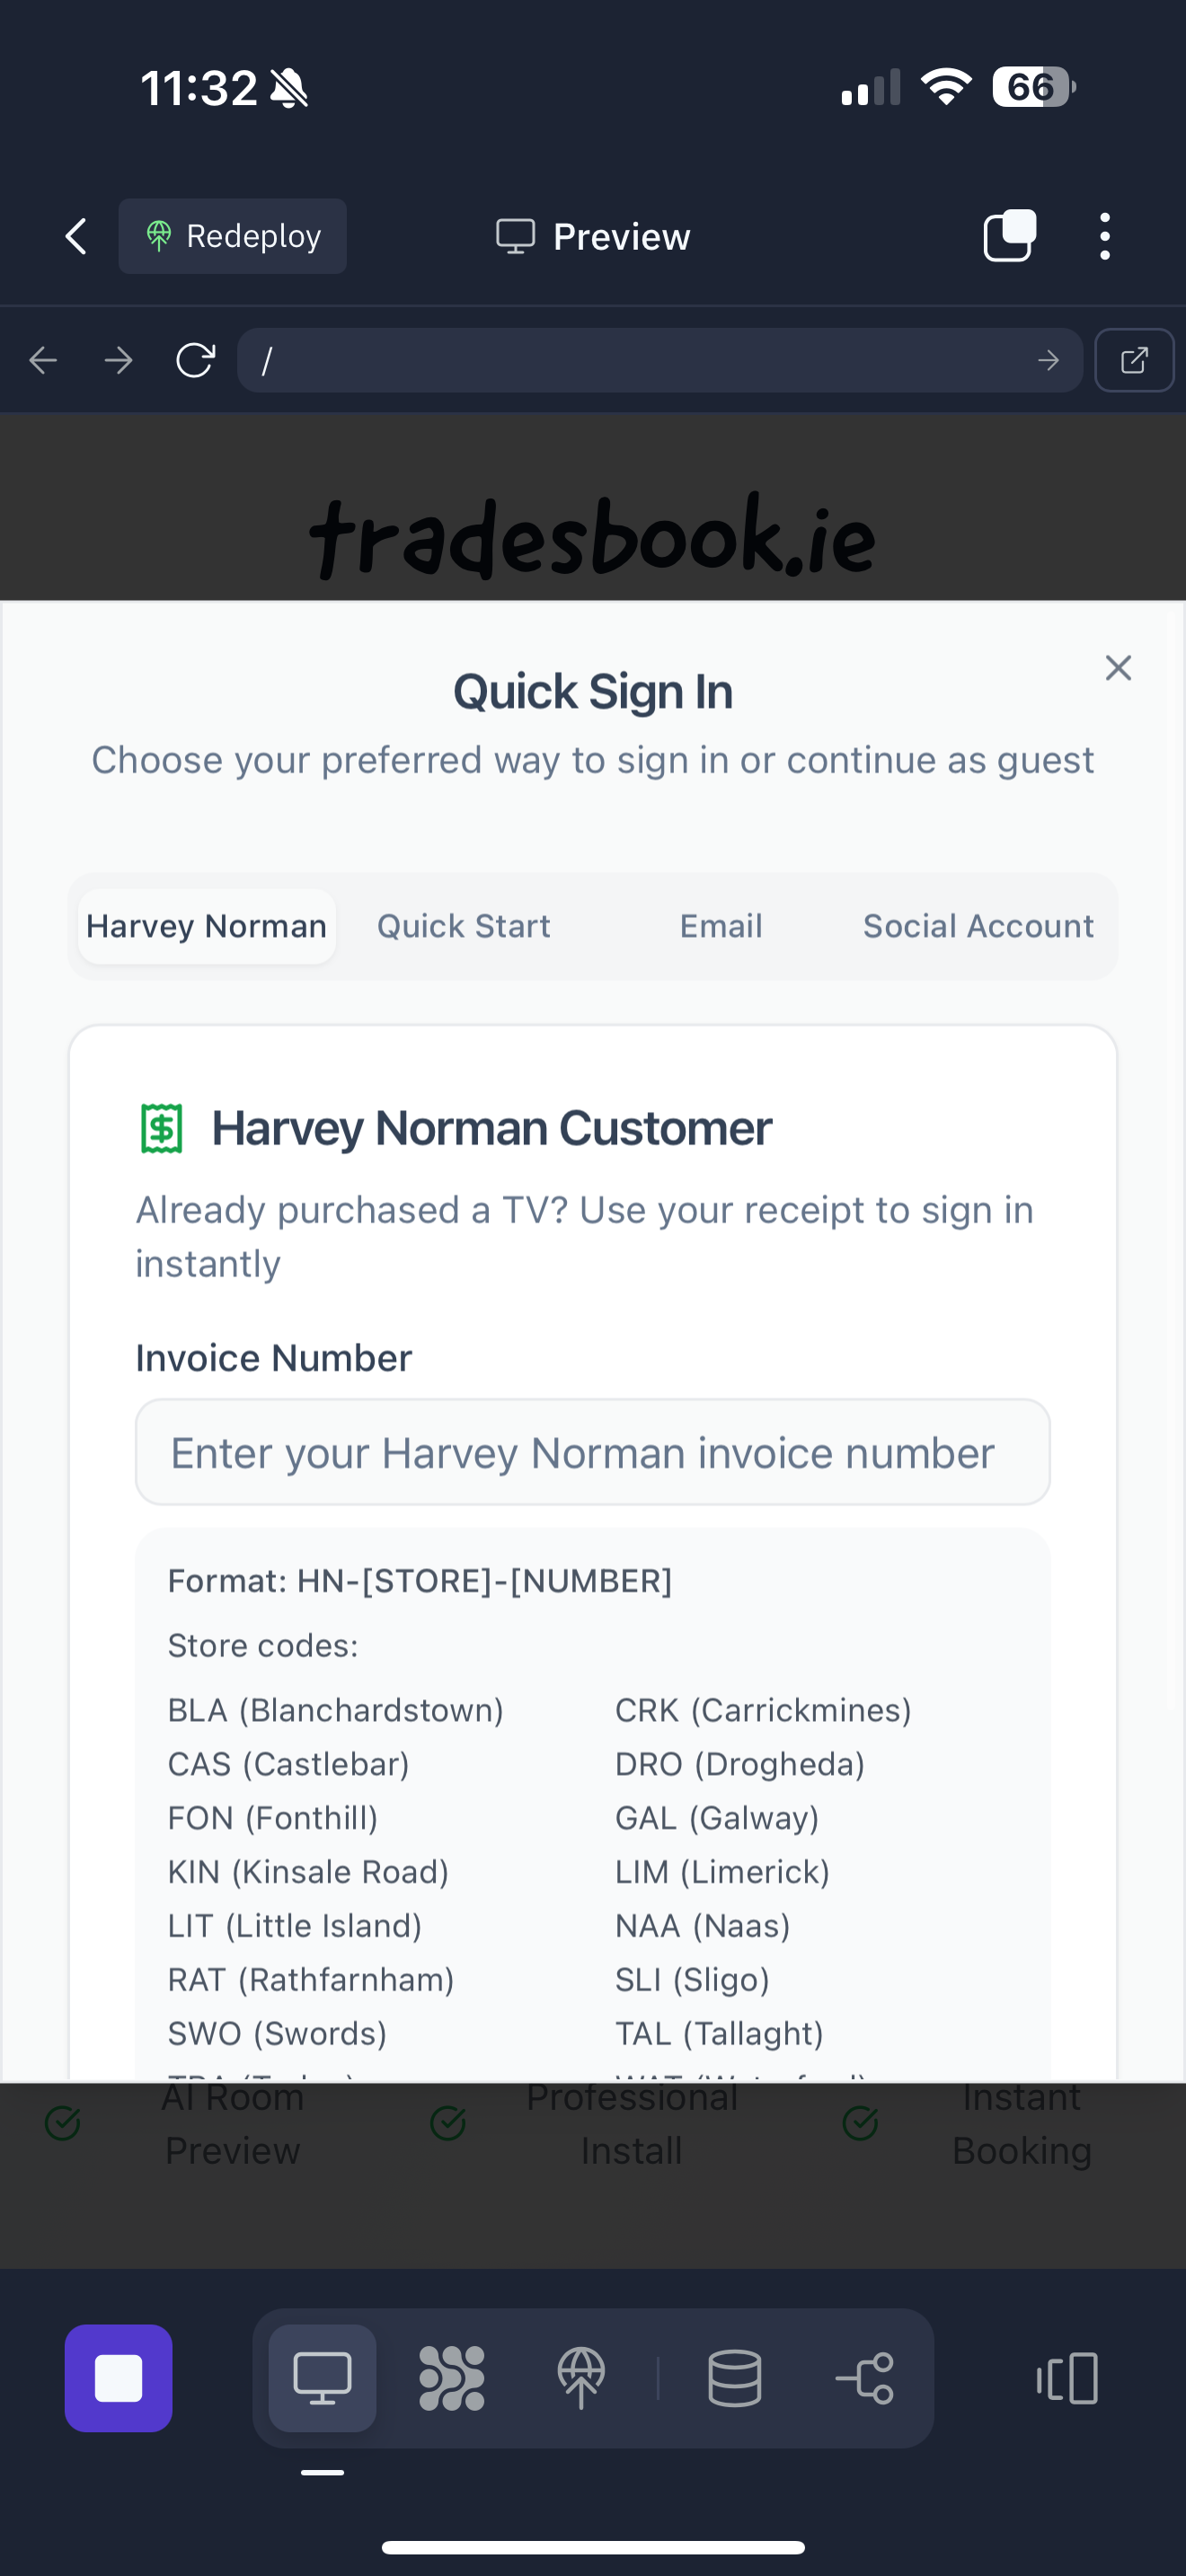 11:32
66
Redeploy
Preview
/
tradesbook.ie
Quick Sign In
Choose your preferred way to sign in or continue as guest
Harvey Norman Quick Start Email Social Account
Harvey Norman Customer
Already purchased a TV? Use your receipt to sign in
instantly
Invoice Number
Enter your Harvey Norman invoice number
Format: HN-[STORE]-[NUMBER]
Store codes:
BLA (Blanchardstown) CRK (Carrickmines)
CAS (Castlebar) DRO (Drogheda)
FON (Fonthill) GAL (Galway)
KIN (Kinsale Road) LIM (Limerick)
LIT (Little Island) NAA (Naas)
RAT (Rathfarnham) SLI (Sligo)
SWO (Swords) TAL (Tallaght)
AI Room Professional Instant
Preview Install Booking